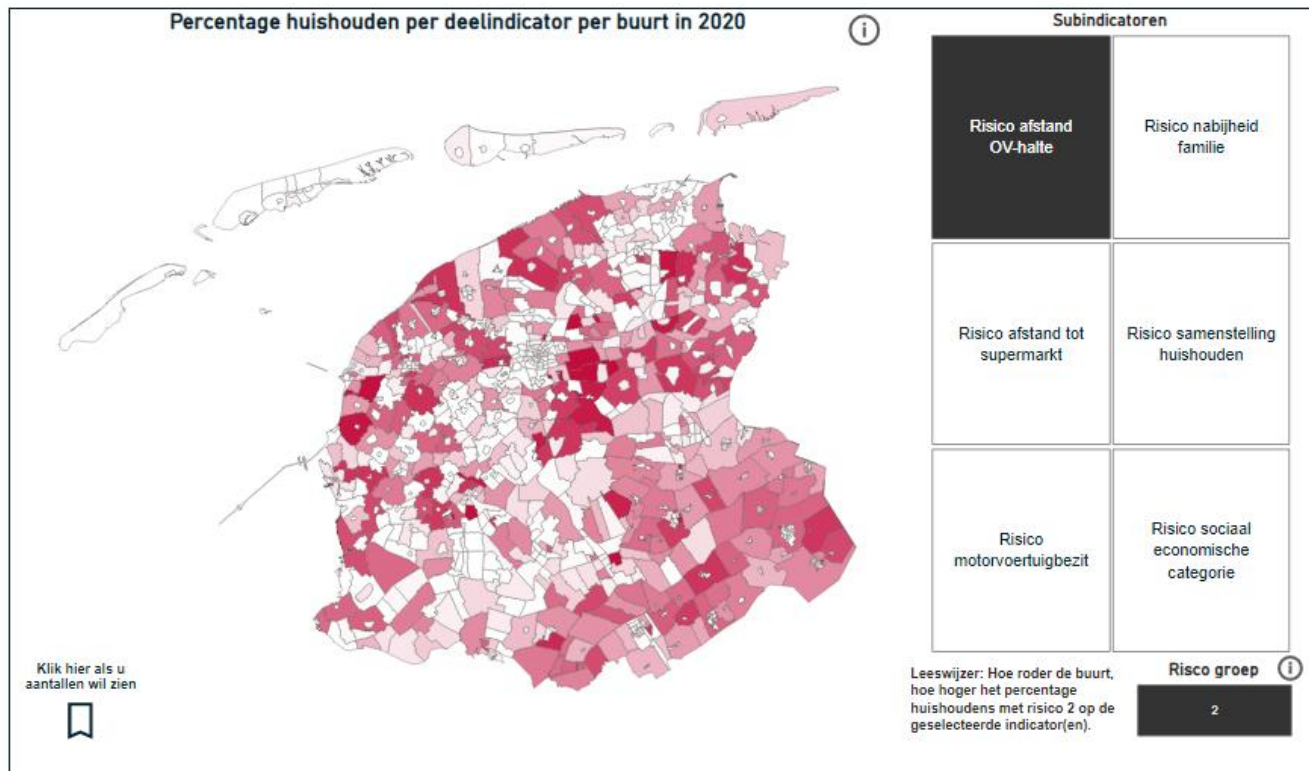 Percentage huishouden per deelindicator per buurt in 2020
i
Subindicatoren
Risico afstand
OV-halte
Risico nabijheid
familie
Risico afstand tot
supermarkt
Risico samenstelling
huishouden
Risico
motorvoertuigbezit
Risico sociaal
economische
categorie
Klik hier als u
aantallen wil zien
Leeswijzer: Hoe roder de buurt,
hoe hoger het percentage
huishoudens met risico 2 op de
geselecteerde indicator(en).
Risco groep
i
2